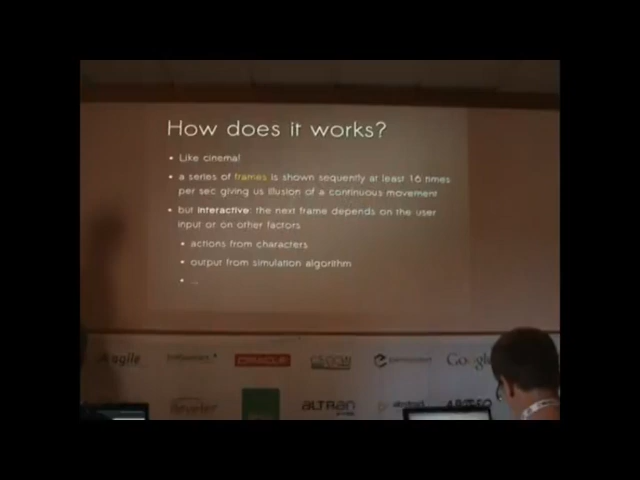 How does it works?
• Like cinema!
• a series of frames is shown sequently at least 16 times
per sec giving us illusion of a continuous movement
• but interactive: the next frame depends on the user
input or on other factors
• actions from characters
• output from simulation algorithm
• ...
agile
ORACLE
Google
ALTRAN